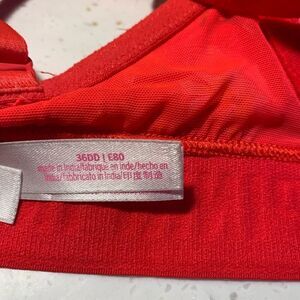 36DD | E80
made in India/fabriqué en inde/hecho en
India/fabbricato in India/印度制造